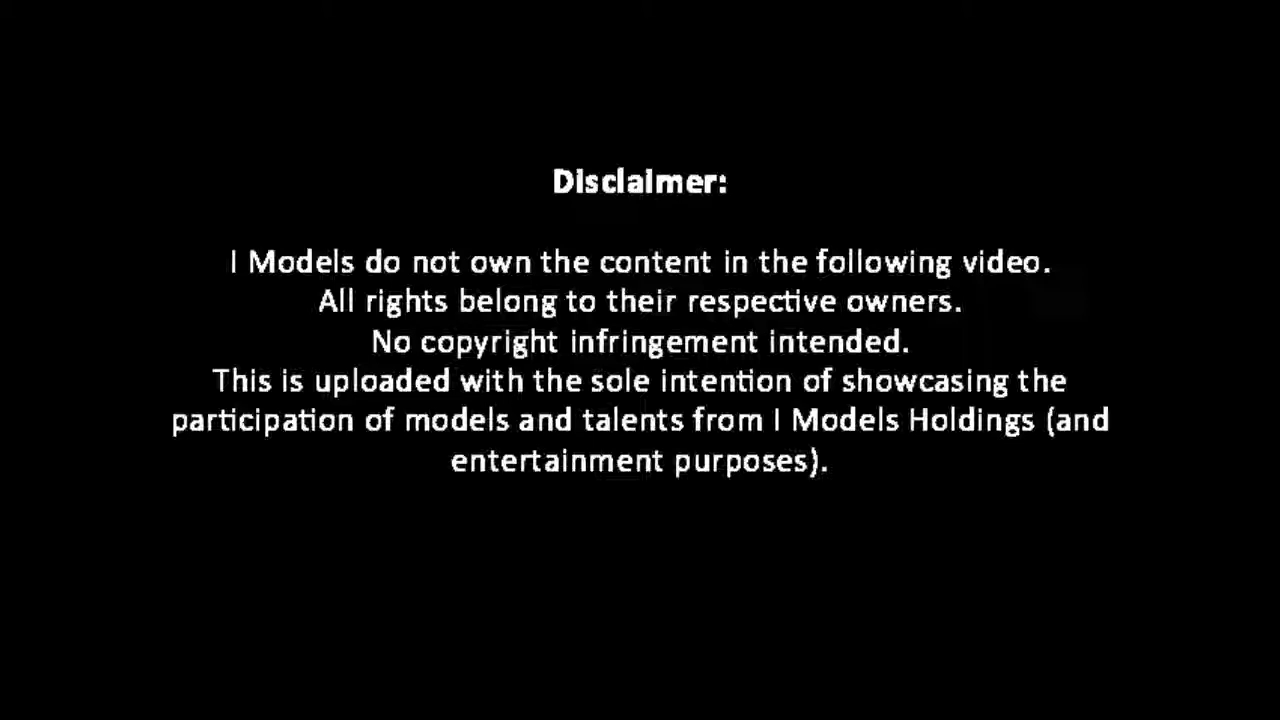 Disclaimer:
I Models do not own the content in the following video.
All rights belong to their respective owners.
No copyright infringement intended.
This is uploaded with the sole intention of showcasing the
participation of models and talents from I Models Holdings (and
entertainment purposes).